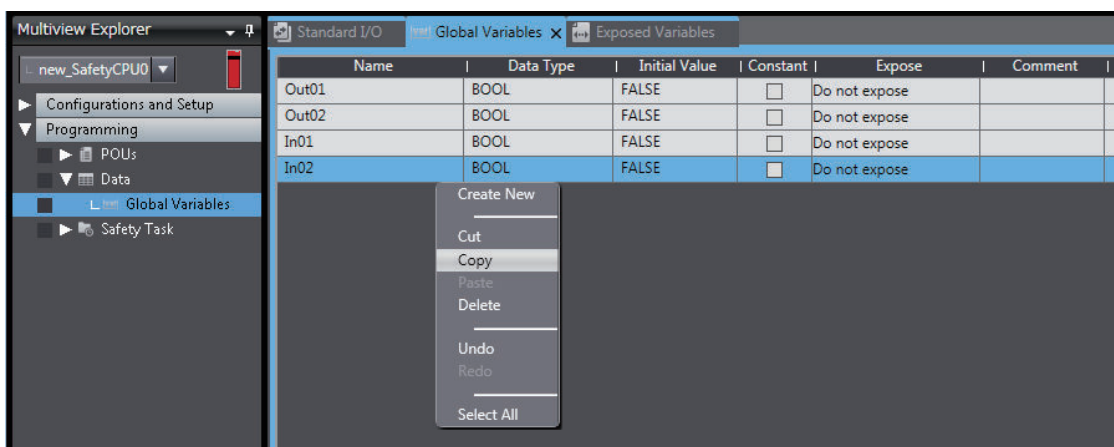 Multiview Explorer
new_SafetyCPU0
Configurations and Setup
Programming
POUs
Data
Global Variables
Safety Task
Standard I/O Global Variables Exposed Variables
Name Data Type Initial Value Constant Expose Comment
Out01 BOOL FALSE Do not expose
Out02 BOOL FALSE Do not expose
In01 BOOL FALSE Do not expose
In02 BOOL FALSE Do not expose
Create New
Cut
Copy
Paste
Delete
Undo
Redo
Select All